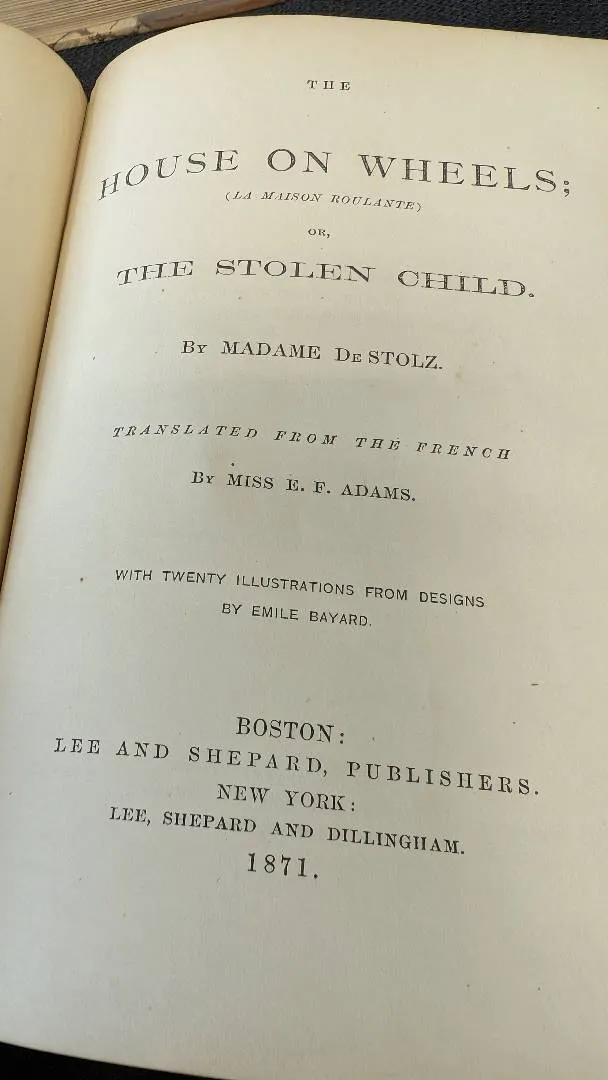 THE
HOUSE ON WHEELS;
(LA MAISON ROULANTE)
OR,
THE STOLEN CHILD.
BY MADAME DE STOLZ.
TRANSLATED FROM THE FRENCH
BY MISS E. F. ADAMS.
WITH TWENTY ILLUSTRATIONS FROM DESIGNS
BY EMILE BAYARD.
BOSTON:
LEE AND SHEPARD, PUBLISHERS.
NEW YORK:
LEE, SHEPARD AND DILLINGHAM.
1871.